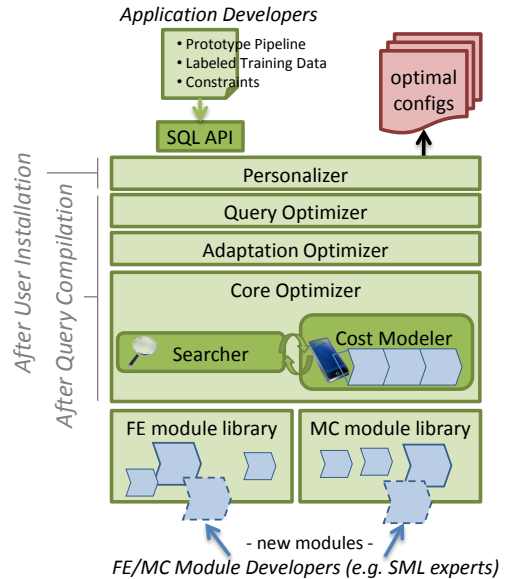 Application Developers
• Prototype Pipeline
• Labeled Training Data
• Constraints
optimal
configs
SQL API
After User Installation
After Query Compilation
Personalizer
Query Optimizer
Adaptation Optimizer
Core Optimizer
Searcher
Cost Modeler
FE module library
MC module library
- new modules -
FE/MC Module Developers (e.g. SML experts)